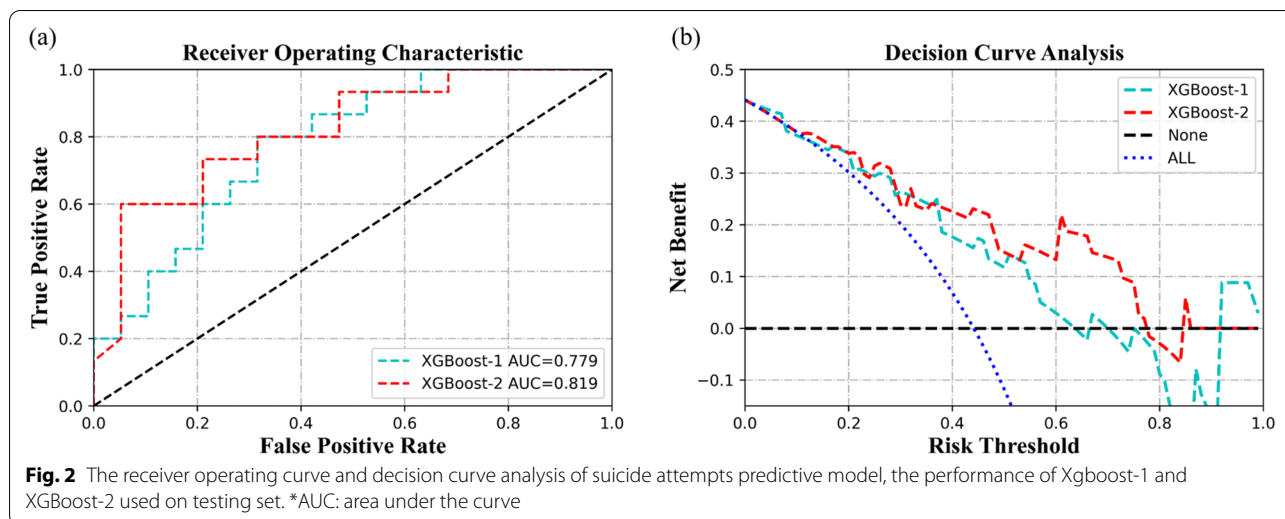 (a)
Receiver Operating Characteristic
1.0
0.8
0.6
0.4
0.2
0.0
True Positive Rate
XGBoost-1 AUC=0.779
XGBoost-2 AUC=0.819
0.0 0.2 0.4 0.6 0.8 1.0
False Positive Rate
(b)
Decision Curve Analysis
0.5
0.4
0.3
0.2
0.1
0.0
−0.1
Net Benefit
XGBoost-1
XGBoost-2
None
ALL
0.0 0.2 0.4 0.6 0.8 1.0
Risk Threshold
Fig. 2 The receiver operating curve and decision curve analysis of suicide attempts predictive model, the performance of Xgboost-1 and
XGBoost-2 used on testing set. *AUC: area under the curve